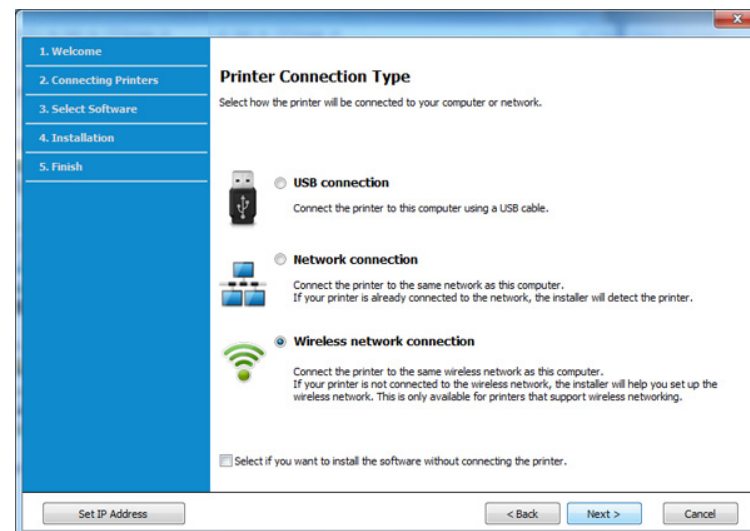 1. Welcome
2. Connecting Printers
3. Select Software
4. Installation
5. Finish
Printer Connection Type
Select how the printer will be connected to your computer or network.
USB connection
Connect the printer to this computer using a USB cable.
Network connection
Connect the printer to the same network as this computer.
If your printer is already connected to the network, the installer will detect the printer.
Wireless network connection
Connect the printer to the same wireless network as this computer.
If your printer is not connected to the wireless network, the installer will help you set up the
wireless network. This is only available for printers that support wireless networking.
Select if you want to install the software without connecting the printer.
Set IP Address
< Back
Next >
Cancel